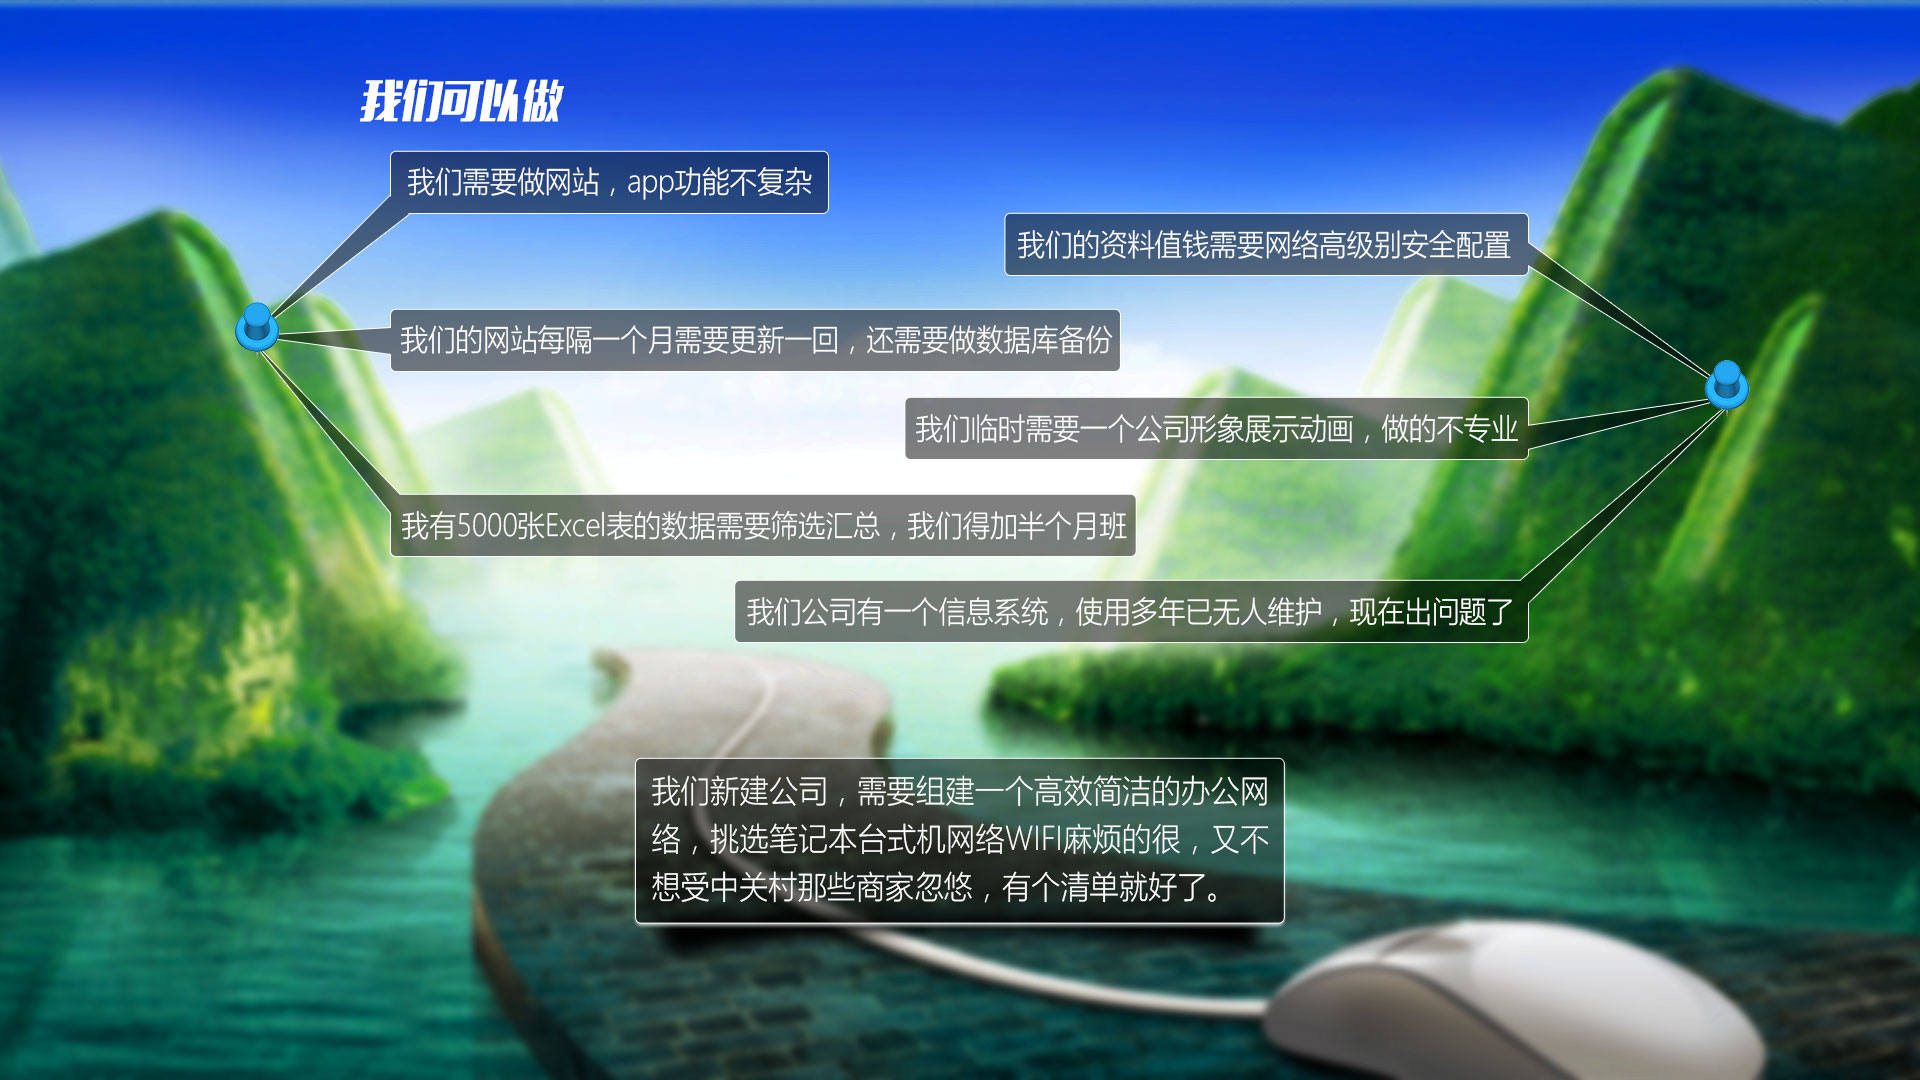 我们可以做
我们需要做网站，app功能不复杂
我们的资料值钱需要网络高级别安全配置
我们的网站每隔一个月需要更新一回，还需要做数据库备份
我们临时需要一个公司形象展示动画，做的不专业
我有5000张Excel表的数据需要筛选汇总，我们得加半个月班
我们公司有一个信息系统，使用多年已无人维护，现在出问题了
我们新建公司，需要组建一个高效简洁的办公网
络，挑选笔记本台式机网络WIFI麻烦的很，又不
想受中关村那些商家忽悠，有个清单就好了。